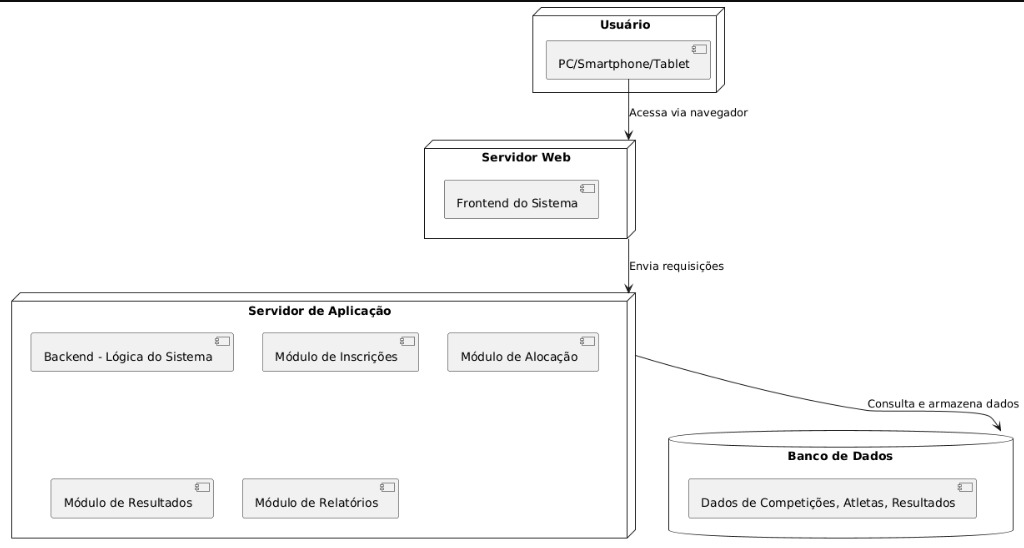 Usuário
PC/Smartphone/Tablet
Acessa via navegador
Servidor Web
Frontend do Sistema
Envia requisições
Servidor de Aplicação
Backend - Lógica do Sistema
Módulo de Inscrições
Módulo de Alocação
Consulta e armazena dados
Banco de Dados
Módulo de Resultados
Módulo de Relatórios
Dados de Competições, Atletas, Resultados